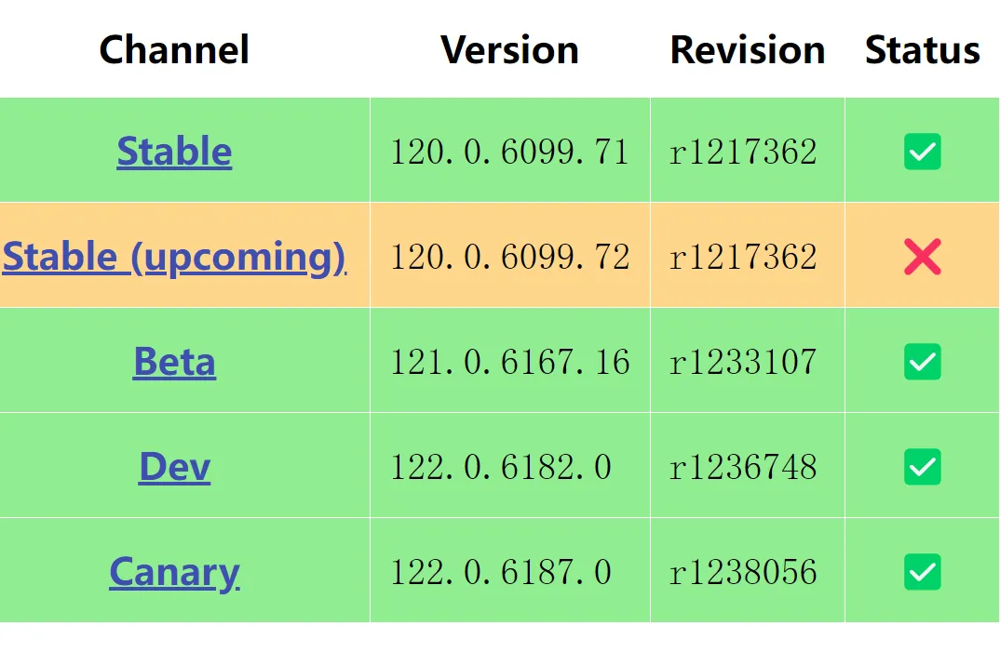 Channel Version Revision Status
Stable 120.0.6099.71 r1217362 ✅
Stable (upcoming) 120.0.6099.72 r1217362 ❌
Beta 121.0.6167.16 r1233107 ✅
Dev 122.0.6182.0 r1236748 ✅
Canary 122.0.6187.0 r1238056 ✅